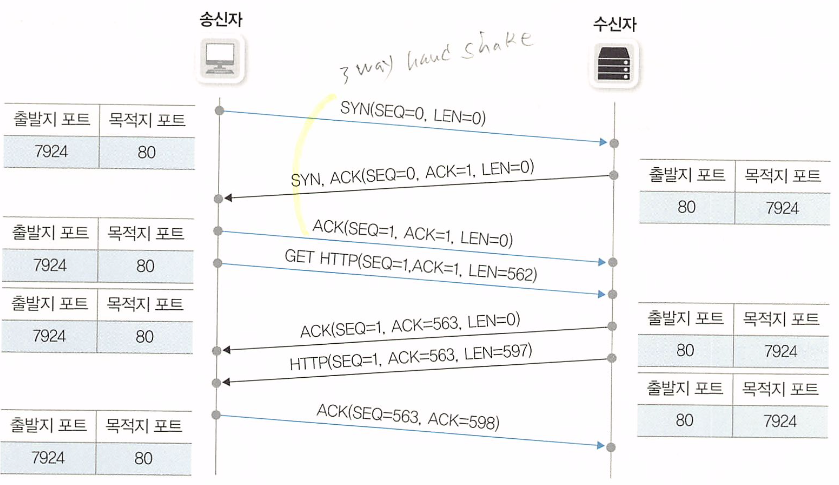 송신자
수신자
3 way hand shake
SYN(SEQ=0, LEN=0)
출발지 포트 목적지 포트
7924 80
SYN, ACK(SEQ=0, ACK=1, LEN=0)
출발지 포트 목적지 포트
80 7924
ACK(SEQ=1, ACK=1, LEN=0)
출발지 포트 목적지 포트
7924 80
GET HTTP(SEQ=1,ACK=1, LEN=562)
출발지 포트 목적지 포트
7924 80
ACK(SEQ=1, ACK=563, LEN=0)
출발지 포트 목적지 포트
80 7924
HTTP(SEQ=1, ACK=563, LEN=597)
출발지 포트 목적지 포트
80 7924
ACK(SEQ=563, ACK=598)
출발지 포트 목적지 포트
7924 80